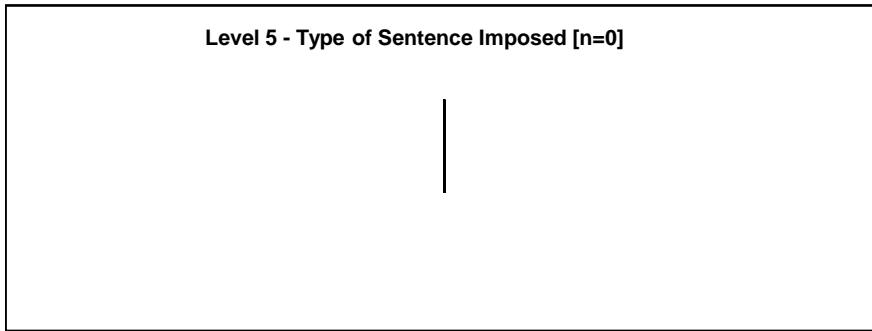 Level 5 - Type of Sentence Imposed [n=0]